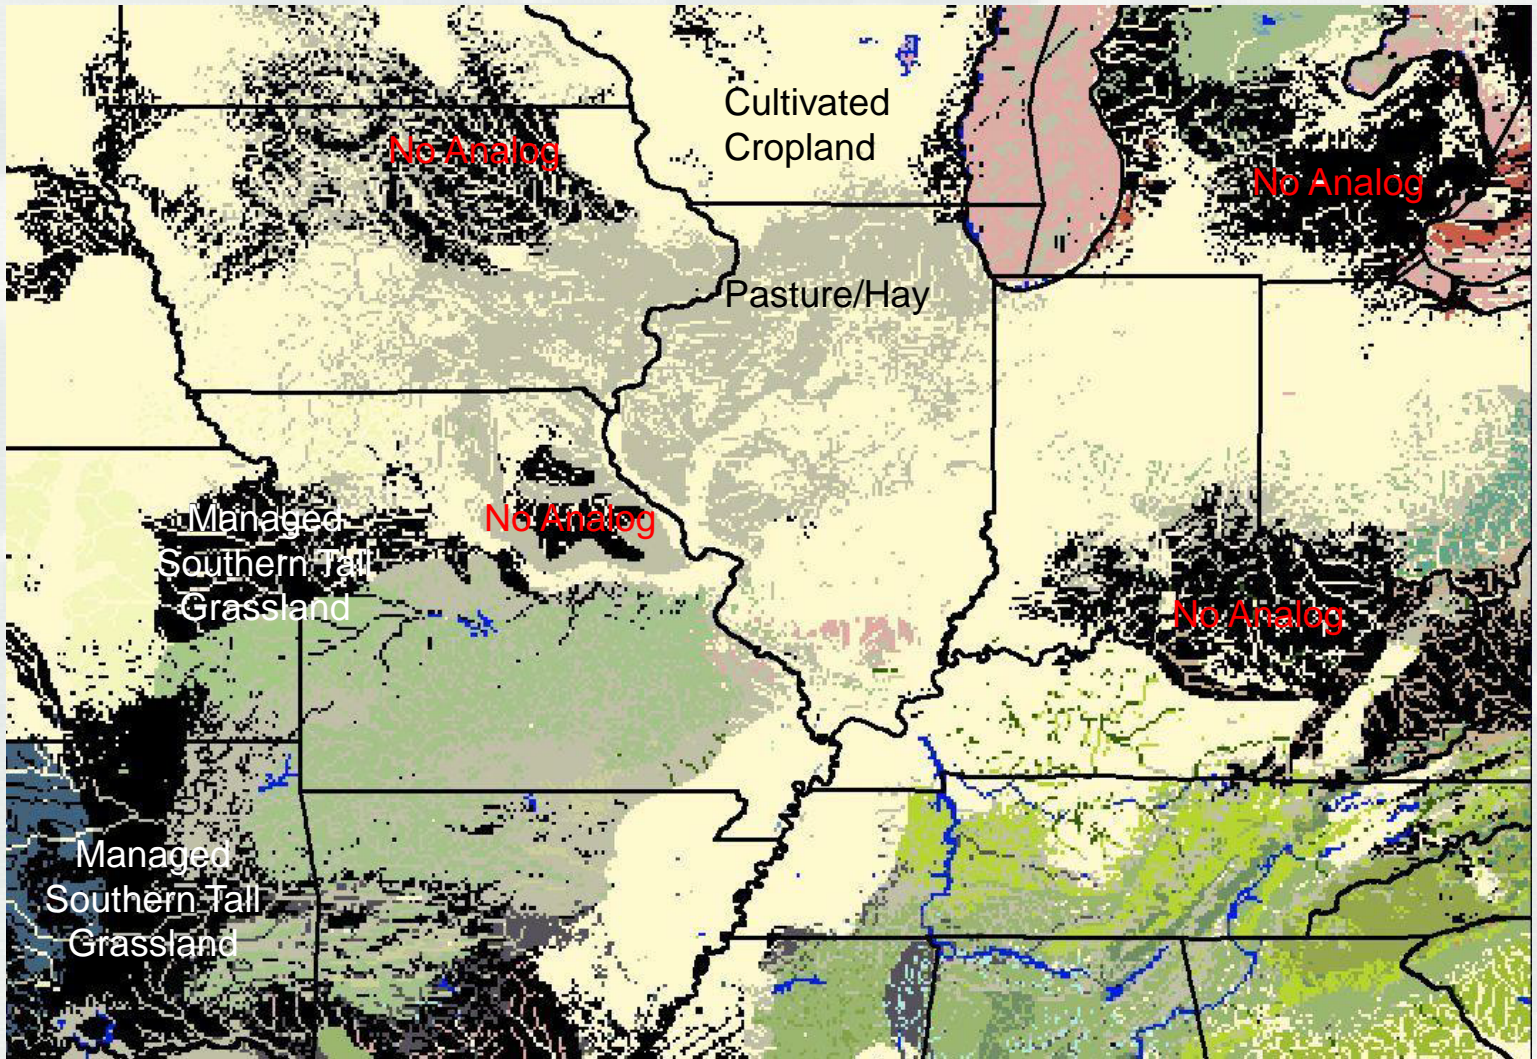 Cultivated
Cropland
No Analog
No Analog
Pasture/Hay
Managed
Southern Tall
Grassland
No Analog
No Analog
Managed
Southern Tall
Grassland